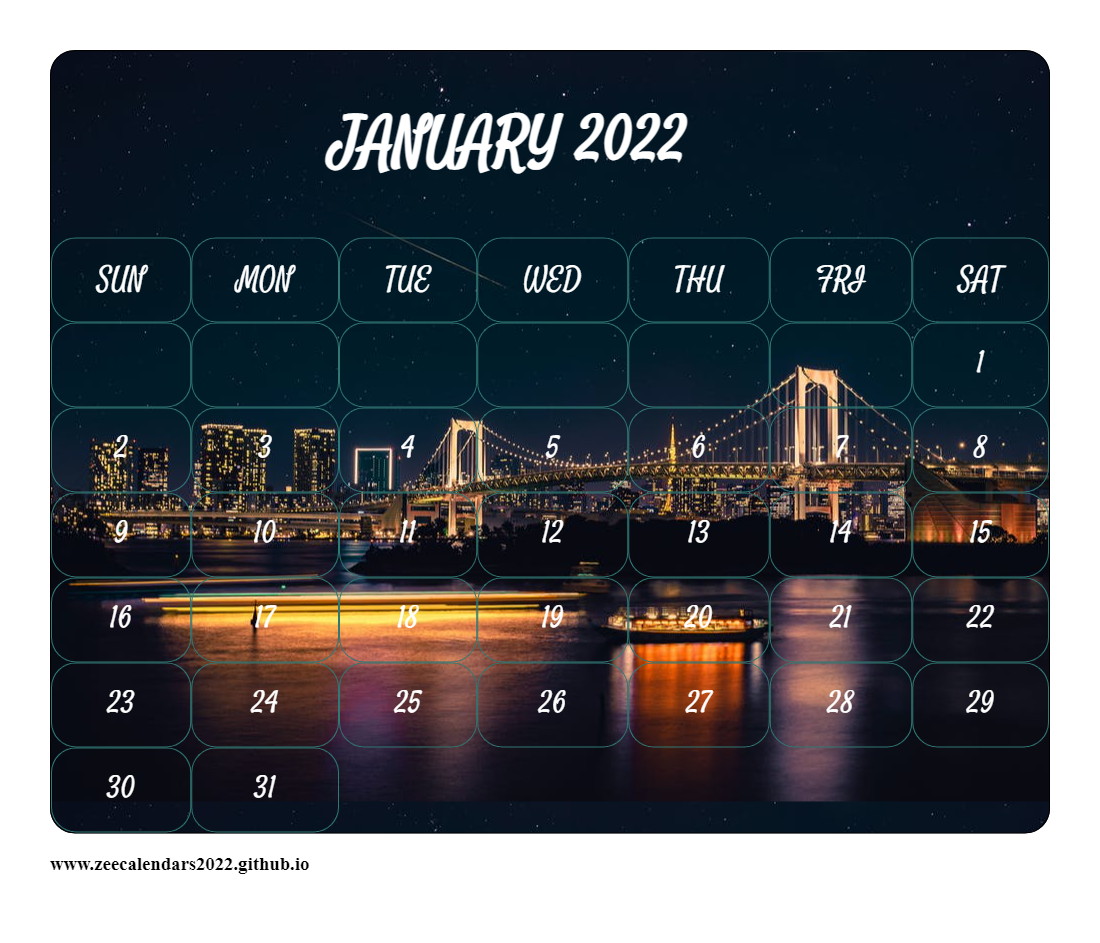 JANUARY 2022
SUN MON TUE WED THU FRI SAT
1
2 3 4 5 6 7 8
9 10 11 12 13 14 15
16 17 18 19 20 21 22
23 24 25 26 27 28 29
30 31
www.zeecalendars2022.github.io